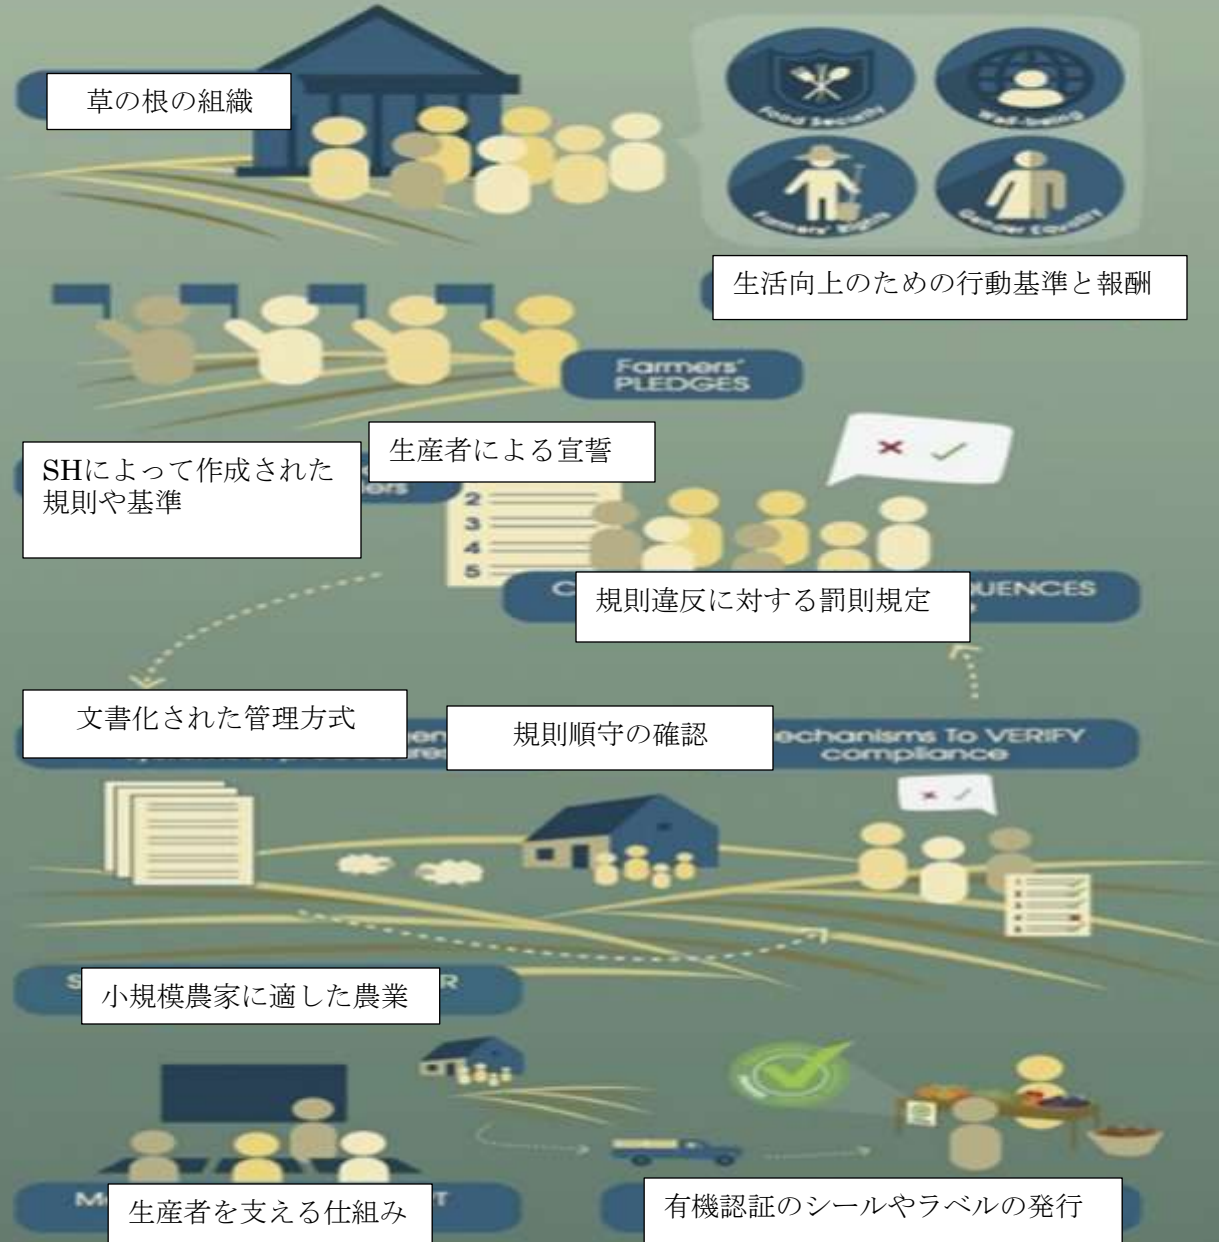 草の根の組織
Food Security
Well-being
Farmers' Rights
Gender Equality
生活向上のための行動基準と報酬
Farmers'
PLEDGES
生産者による宣誓
SHによって作成された
規則や基準
2
3
4
5
規則違反に対する罰則規定
文書化された管理方式
規則順守の確認
To VERIFY
compliance
小規模農家に適した農業
生産者を支える仕組み
有機認証のシールやラベルの発行